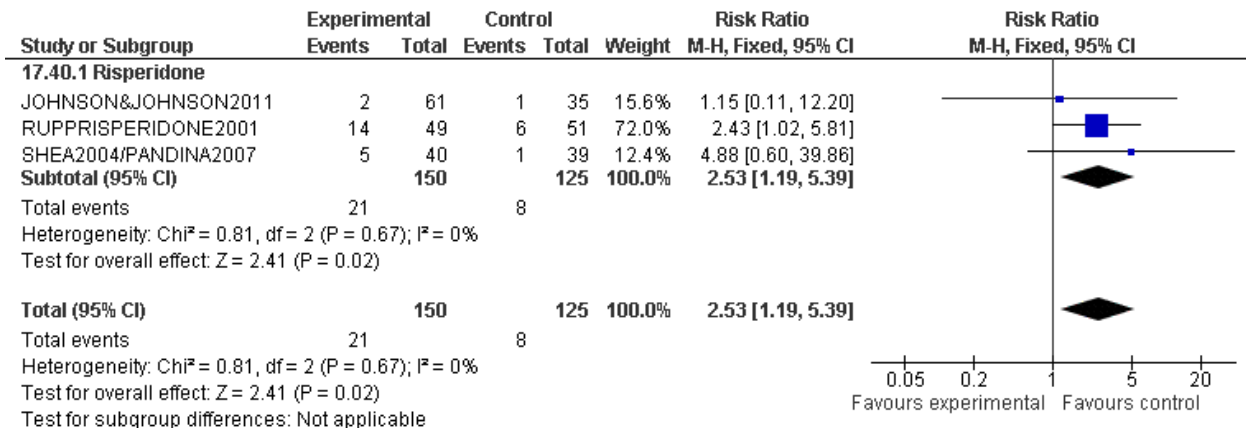 Experimental Control Risk Ratio Risk Ratio
Study or Subgroup Events Total Events Total Weight M-H, Fixed, 95% CI M-H, Fixed, 95% CI
17.40.1 Risperidone
JOHNSON&JOHNSON2011 2 61 1 35 15.6% 1.15 [0.11, 12.20]
RUPPRISPERIDONE2001 14 49 6 51 72.0% 2.43 [1.02, 5.81]
SHEA2004/PANDINA2007 5 40 1 39 12.4% 4.88 [0.60, 39.86]
Subtotal (95% CI) 150 125 100.0% 2.53 [1.19, 5.39]
Total events 21 8
Heterogeneity: Chi² = 0.81, df = 2 (P = 0.67); I² = 0%
Test for overall effect: Z = 2.41 (P = 0.02)
Total (95% CI) 150 125 100.0% 2.53 [1.19, 5.39]
Total events 21 8
Heterogeneity: Chi² = 0.81, df = 2 (P = 0.67); I² = 0%
Test for overall effect: Z = 2.41 (P = 0.02)
Test for subgroup differences: Not applicable
0.05 0.2 1 5 20
Favours experimental Favours control